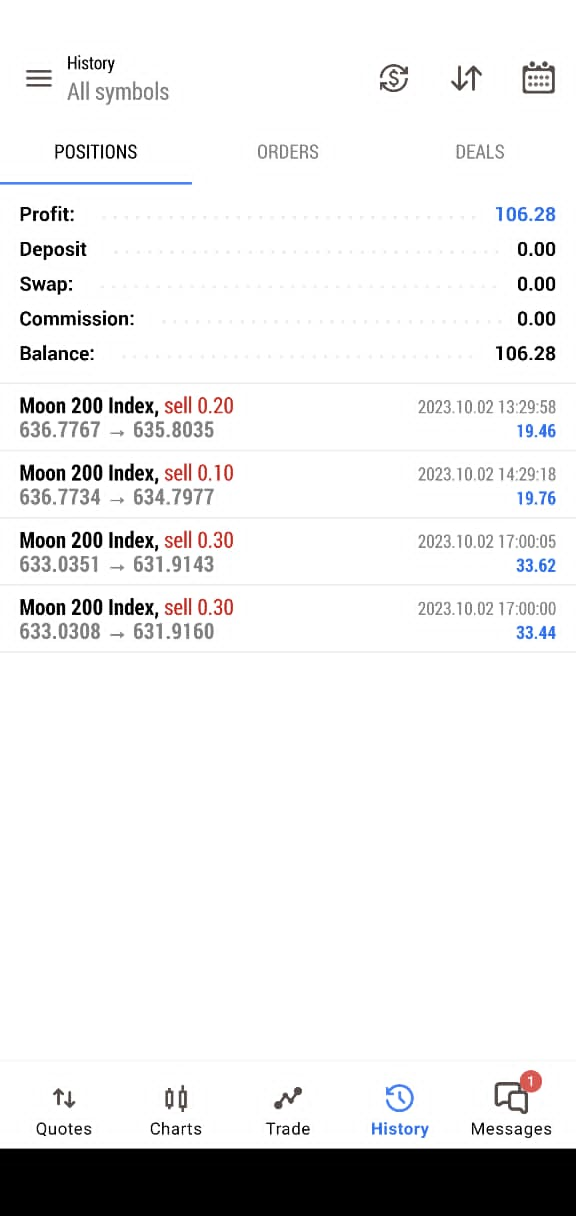 History
All symbols
POSITIONS ORDERS DEALS
Profit: 106.28
Deposit 0.00
Swap: 0.00
Commission: 0.00
Balance: 106.28
Moon 200 Index, sell 0.20 2023.10.02 13:29:58
636.7767 → 635.8035 19.46
Moon 200 Index, sell 0.10 2023.10.02 14:29:18
636.7734 → 634.7977 19.76
Moon 200 Index, sell 0.30 2023.10.02 17:00:05
633.0351 → 631.9143 33.62
Moon 200 Index, sell 0.30 2023.10.02 17:00:00
633.0308 → 631.9160 33.44
1
Quotes Charts Trade History Messages